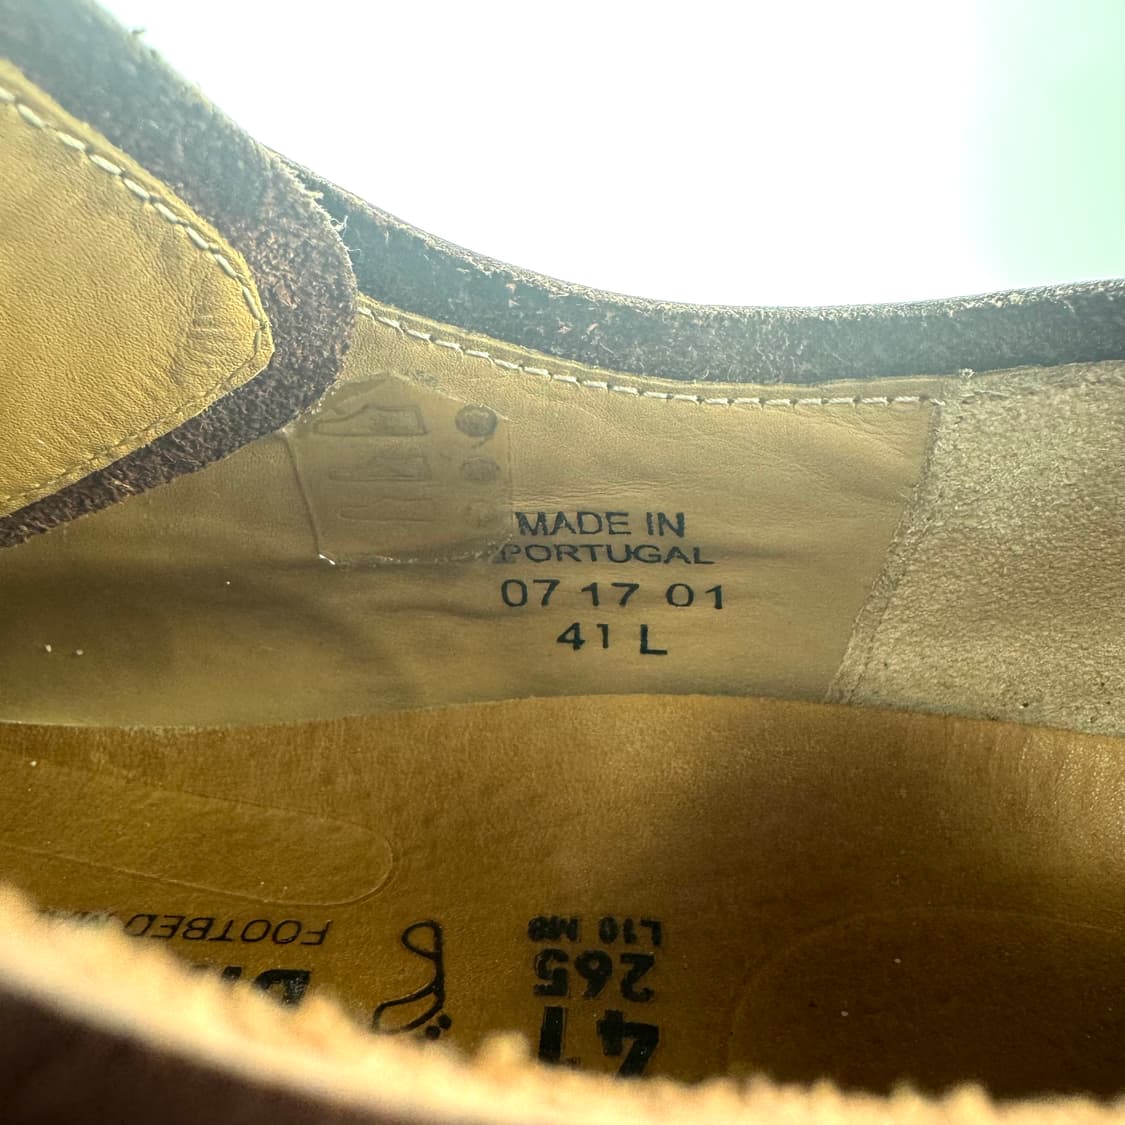 MADE IN
PORTUGAL
07 17 01
41 L
FOOTBED
L10 M8
265
41